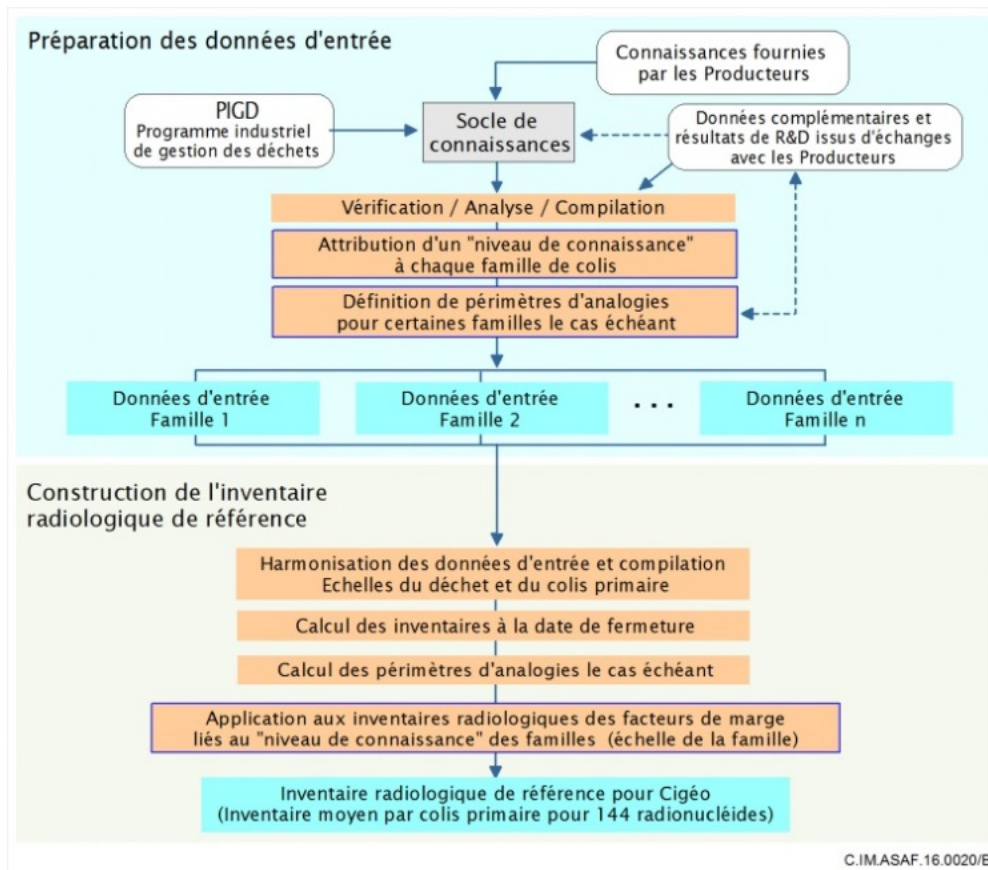 Préparation des données d'entrée
Connaissances fournies
par les Producteurs
PIGD
Programme industriel
de gestion des déchets
Socle de
connaissances
Données complémentaires et
résultats de R&D issus d'échanges
avec les Producteurs
Vérification / Analyse / Compilation
Attribution d'un "niveau de connaissance"
à chaque famille de colis
Définition de périmètres d'analogies
pour certaines familles le cas échéant
Données d'entrée
Famille 1
Données d'entrée
Famille 2
. . .
Données d'entrée
Famille n
Construction de l'inventaire
radiologique de référence
Harmonisation des données d'entrée et compilation
Echelles du déchet et du colis primaire
Calcul des inventaires à la date de fermeture
Calcul des périmètres d'analogies le cas échéant
Application aux inventaires radiologiques des facteurs de marge
liés au "niveau de connaissance" des familles (échelle de la famille)
Inventaire radiologique de référence pour Cigéo
(Inventaire moyen par colis primaire pour 144 radionucléides)
C.IM.ASAF.16.0020/B